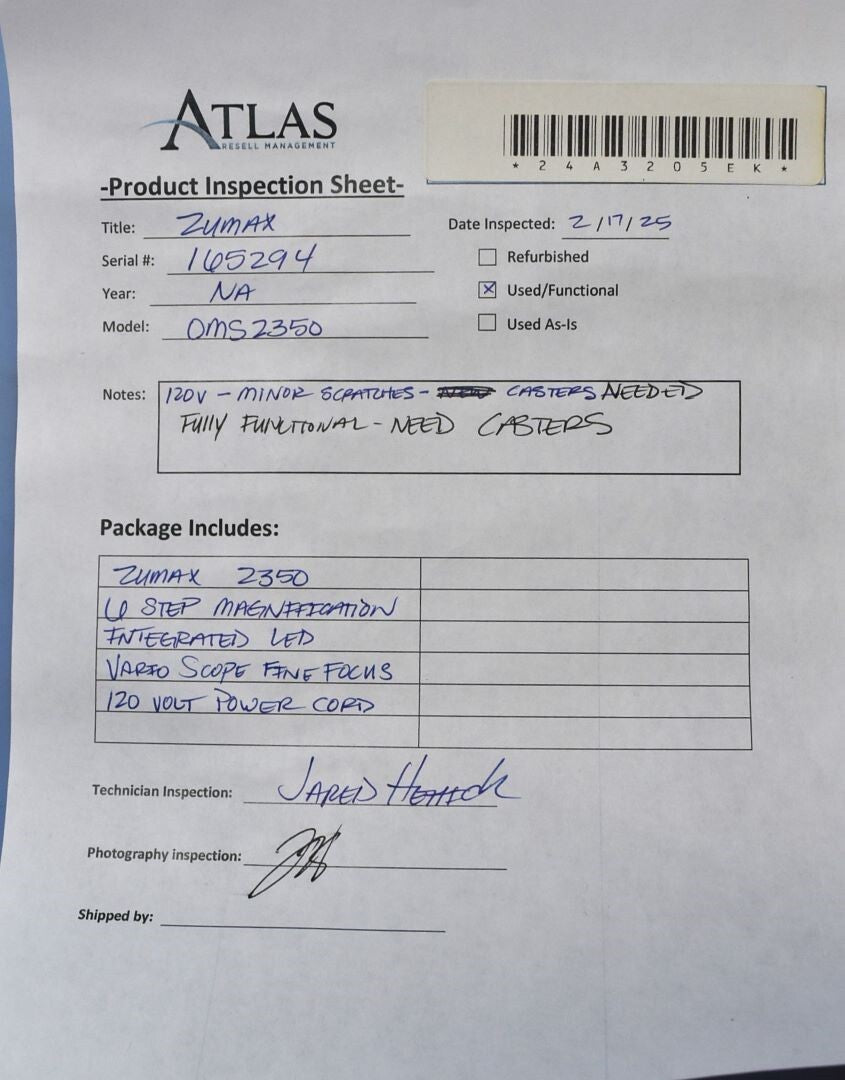 ATLAS
RESELL MANAGEMENT
* 2 4 A 3 2 0 5 E K *
-Product Inspection Sheet-
Title: ZUMAX
Date Inspected: 2/17/25
Serial #: 165294
Refurbished
Year: NA
Used/Functional
Model: OMS2350
Used As-Is
Notes: 120V - MINOR SCRATCHES - CASTERS NEEDED
FULLY FUNCTIONAL - NEED CASTERS
Package Includes:
ZUMAX 2350
6 STEP MAGNIFICATION
INTEGRATED LED
VARIO SCOPE FINE FOCUS
120 VOLT POWER CORD
Technician Inspection: JARED
Photography inspection:
Shipped by: